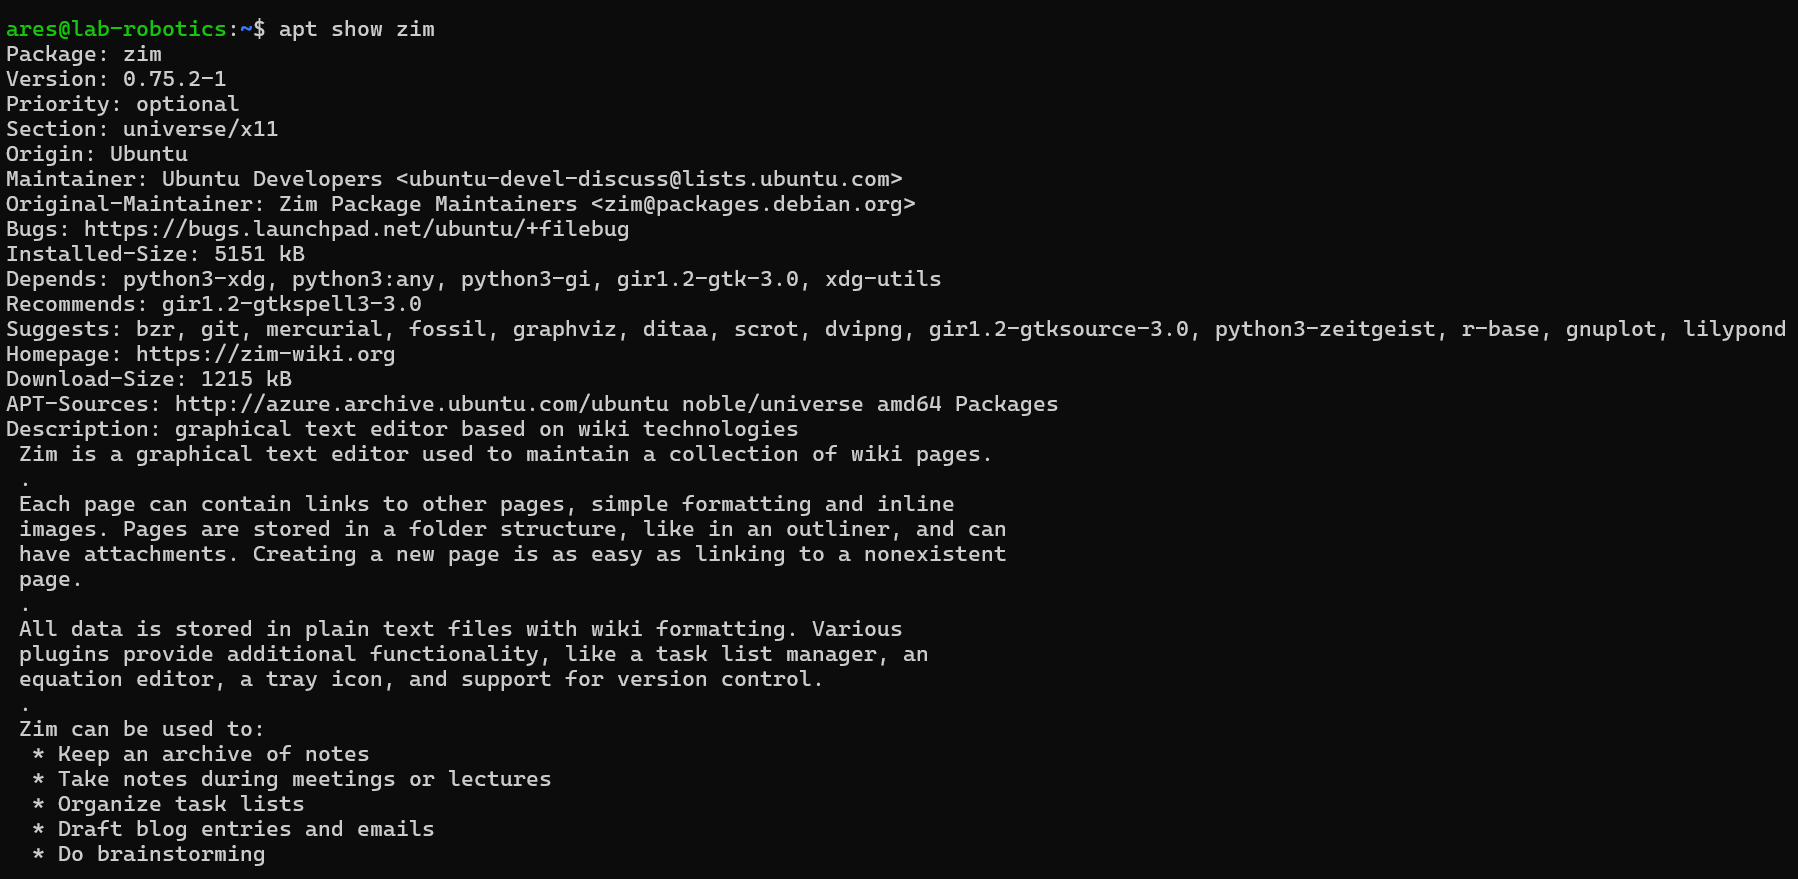 ares@lab-robotics:~$ apt show zim
Package: zim
Version: 0.75.2-1
Priority: optional
Section: universe/x11
Origin: Ubuntu
Maintainer: Ubuntu Developers <ubuntu-devel-discuss@lists.ubuntu.com>
Original-Maintainer: Zim Package Maintainers <zim@packages.debian.org>
Bugs: https://bugs.launchpad.net/ubuntu/+filebug
Installed-Size: 5151 kB
Depends: python3-xdg, python3:any, python3-gi, gir1.2-gtk-3.0, xdg-utils
Recommends: gir1.2-gtkspell3-3.0
Suggests: bzr, git, mercurial, fossil, graphviz, ditaa, scrot, dvipng, gir1.2-gtksource-3.0, python3-zeitgeist, r-base, gnuplot, lilypond
Homepage: https://zim-wiki.org
Download-Size: 1215 kB
APT-Sources: http://azure.archive.ubuntu.com/ubuntu noble/universe amd64 Packages
Description: graphical text editor based on wiki technologies
 Zim is a graphical text editor used to maintain a collection of wiki pages.
 .
 Each page can contain links to other pages, simple formatting and inline
 images. Pages are stored in a folder structure, like in an outliner, and can
 have attachments. Creating a new page is as easy as linking to a nonexistent
 page.
 .
 All data is stored in plain text files with wiki formatting. Various
 plugins provide additional functionality, like a task list manager, an
 equation editor, a tray icon, and support for version control.
 .
 Zim can be used to:
  * Keep an archive of notes
  * Take notes during meetings or lectures
  * Organize task lists
  * Draft blog entries and emails
  * Do brainstorming